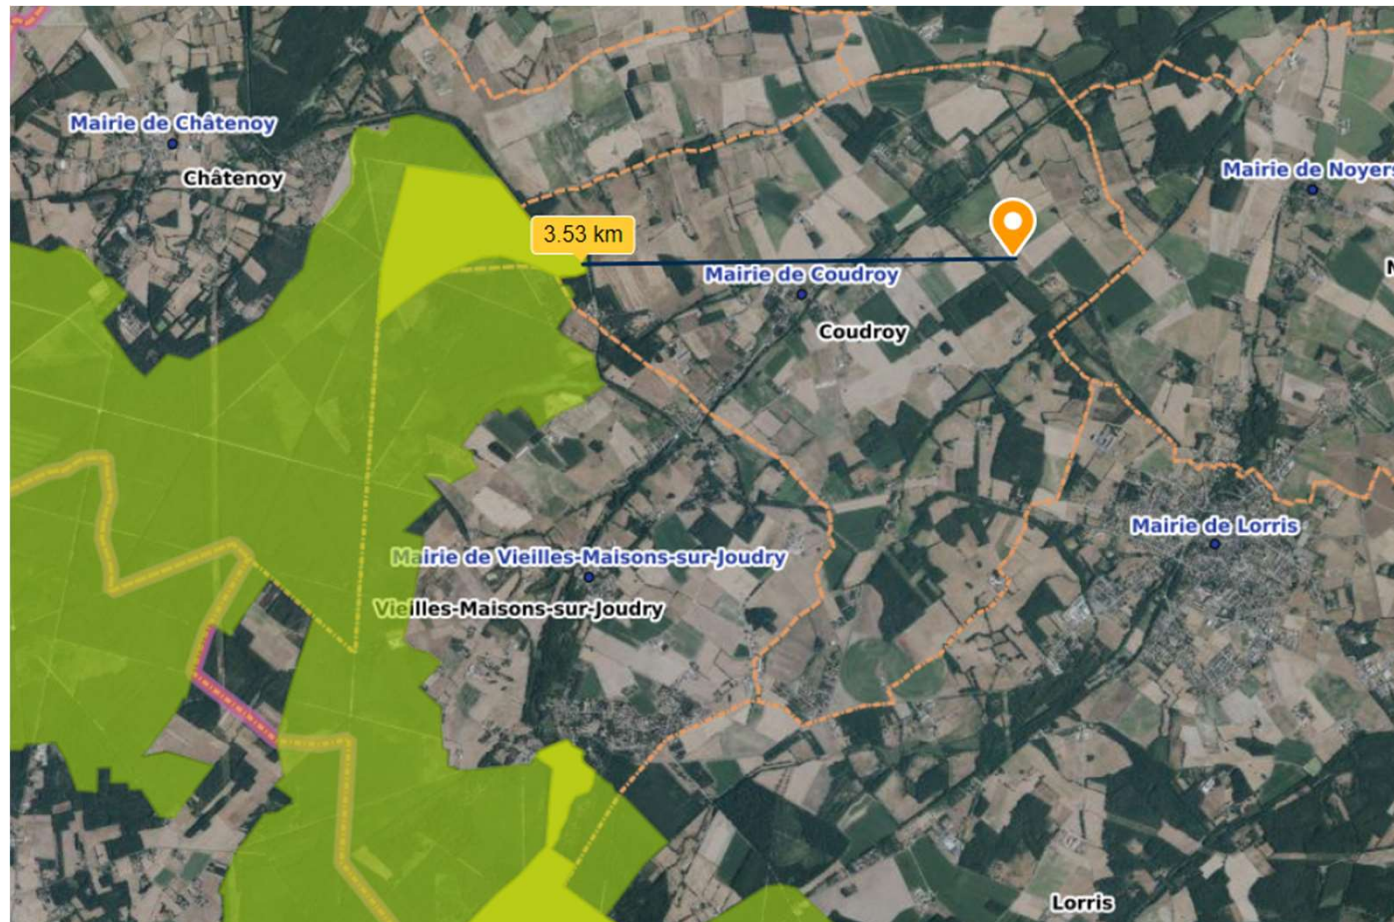 Mairie de Châtenoy
Châtenoy
Mairie de Noyers
3.53 km
Mairie de Coudroy
N
Coudroy
Mairie de Lorris
Mairie de Vieilles-Maisons-sur-Joudry
Vieilles-Maisons-sur-Joudry
Lorris